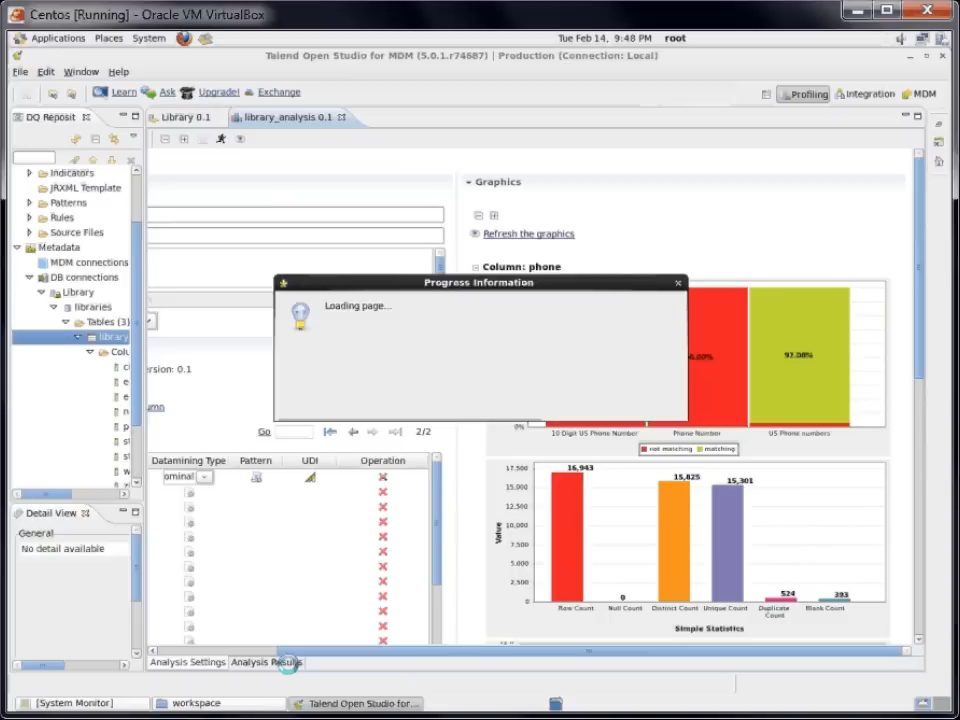 Centos [Running] - Oracle VM VirtualBox
Applications Places System Tue Feb 14, 9:48 PM root
Talend Open Studio for MDM (5.0.1.r74687) | Production (Connection: Local)
File Edit Window Help
Learn Ask Upgrade! Exchange Profiling Integration MDM
DQ Reposit Library 0.1 library_analysis 0.1
Indicators
JRXML Template
Patterns
Rules
Source Files
Metadata
MDM connections
DB connections
Library
libraries
Tables (3)
library
Colu
Graphics
Refresh the graphics
Column: phone
Progress Information
Loading page...
97.08%
0%
10 Digit US Phone Number Phone Number US Phone numbers
not matching matching
ersion: 0.1
umn
Go 2/2
Datamining Type Pattern UDI Operation
ominal
17,500
15,000
12,500
10,000
7,500
5,000
2,500
0
Value
16,943
0
15,825
15,301
524
393
Row Count Null Count Distinct Count Unique Count Duplicate Count Blank Count
Simple Statistics
Detail View
General
No detail available
Analysis Settings Analysis Results
[System Monitor] workspace Talend Open Studio for...